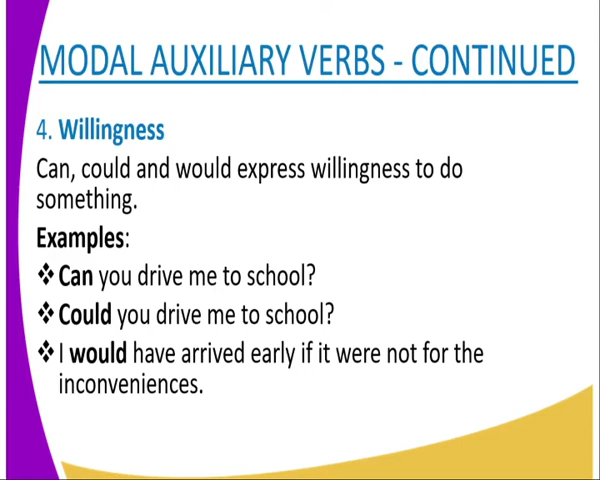 MODAL AUXILIARY VERBS - CONTINUED
4. Willingness
Can, could and would express willingness to do
something.
Examples:
❖Can you drive me to school?
❖Could you drive me to school?
❖I would have arrived early if it were not for the
inconveniences.